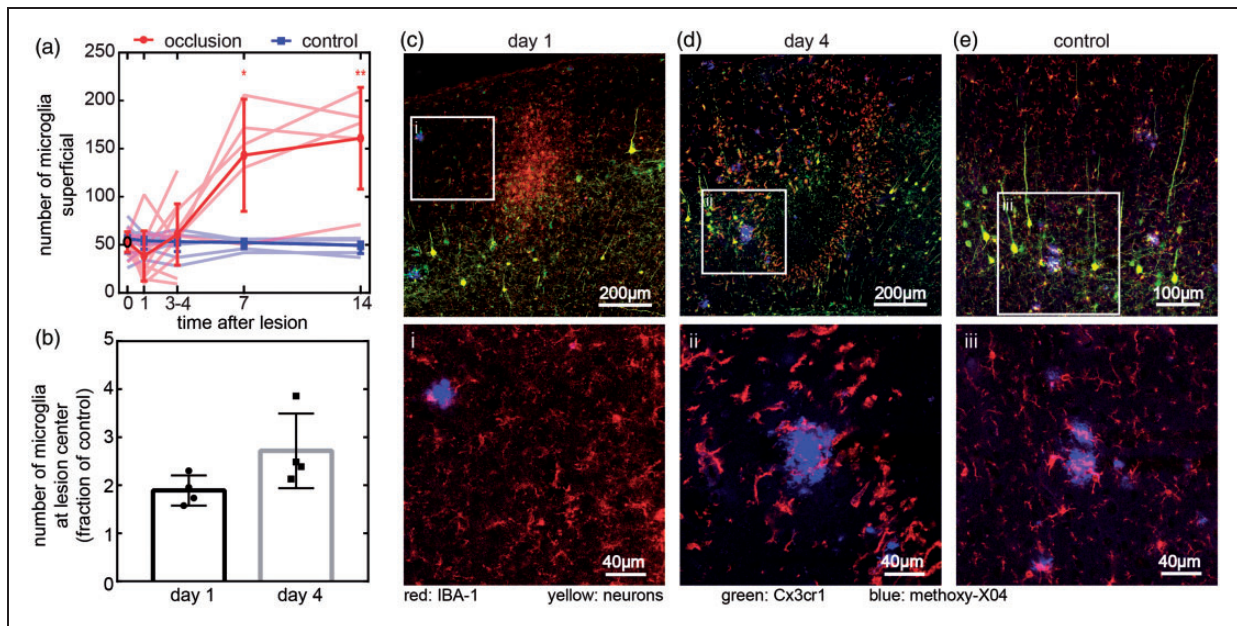 (a)
occlusion control
250
200
150
100
50
0
number of microglia
superficial
* **
0 1 3-4 7 14
time after lesion
(b)
5
4
3
2
1
0
number of microglia
at lesion center
(fraction of control)
day 1 day 4
(c) day 1
i
200µm
i
40µm
(d) day 4
ii
200µm
ii
40µm
(e) control
iii
100µm
iii
40µm
red: IBA-1 yellow: neurons green: Cx3cr1 blue: methoxy-X04